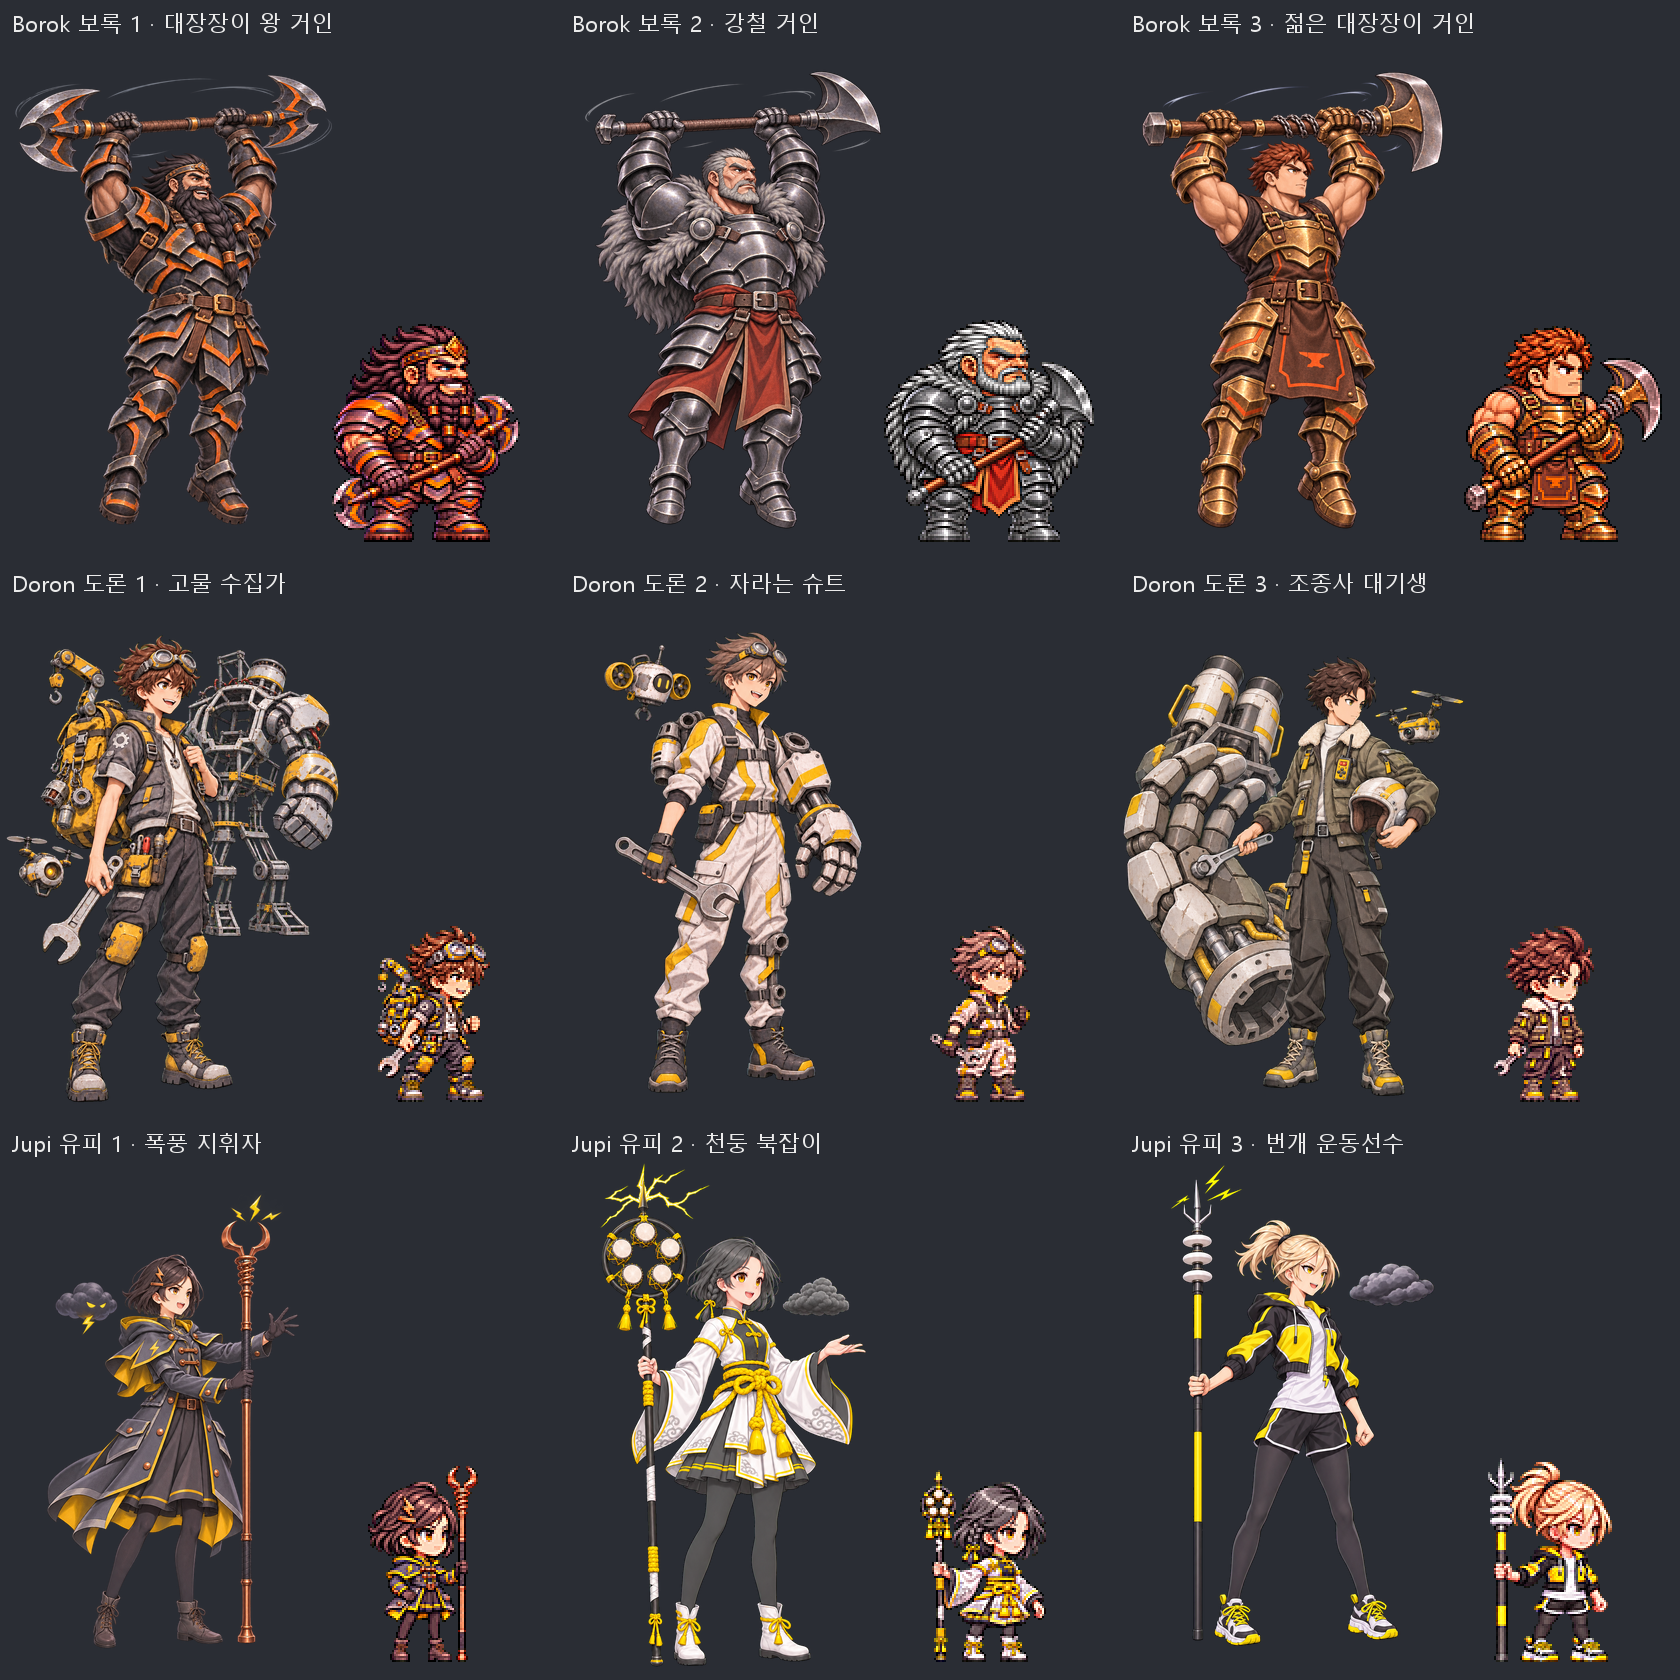 Borok 보록 1 · 대장장이 왕 거인
Borok 보록 2 · 강철 거인
Borok 보록 3 · 젊은 대장장이 거인
Doron 도론 1 · 고물 수집가
Doron 도론 2 · 자라는 슈트
Doron 도론 3 · 조종사 대기생
Jupi 유피 1 · 폭풍 지휘자
Jupi 유피 2 · 천둥 북잡이
Jupi 유피 3 · 번개 운동선수